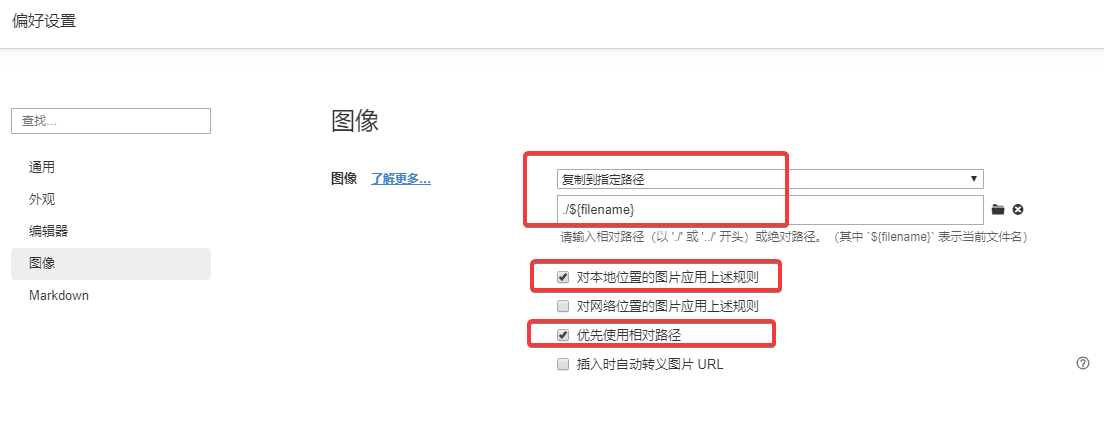 偏好设置
查找...
通用
外观
编辑器
图像
Markdown
图像
图像 了解更多...
复制到指定路径
./${filename}
请输入相对路径（以 './' 或 '../' 开头）或绝对路径。（其中 `${filename}` 表示当前文件名）
对本地位置的图片应用上述规则
对网络位置的图片应用上述规则
优先使用相对路径
插入时自动转义图片 URL